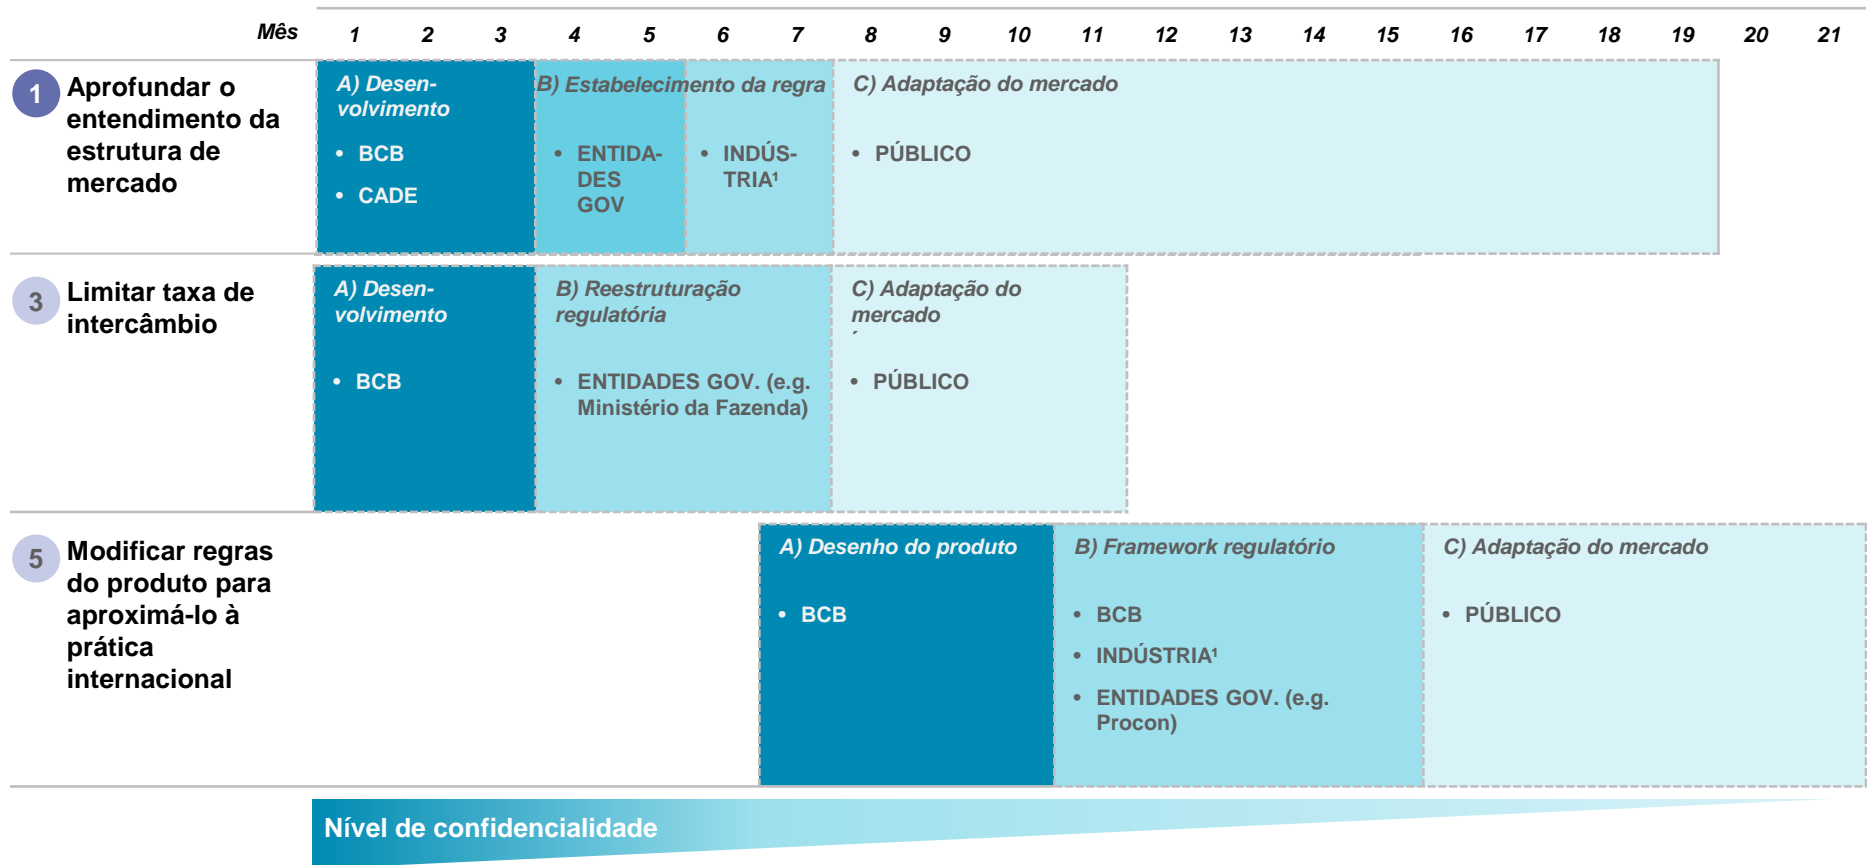 Mês 1 2 3 4 5 6 7 8 9 10 11 12 13 14 15 16 17 18 19 20 21
1
Aprofundar o
entendimento da
estrutura de
mercado
A) Desen-
volvimento
• BCB
• CADE
B) Estabelecimento da regra
• ENTIDA-
DES
GOV
• INDÚS-
TRIA¹
C) Adaptação do mercado
• PÚBLICO
3
Limitar taxa de
intercâmbio
A) Desen-
volvimento
• BCB
B) Reestruturação
regulatória
• ENTIDADES GOV. (e.g.
Ministério da Fazenda)
C) Adaptação do
mercado
• PÚBLICO
5
Modificar regras
do produto para
aproximá-lo à
prática
internacional
A) Desenho do produto
• BCB
B) Framework regulatório
• BCB
• INDÚSTRIA¹
• ENTIDADES GOV. (e.g.
Procon)
C) Adaptação do mercado
• PÚBLICO
Nível de confidencialidade